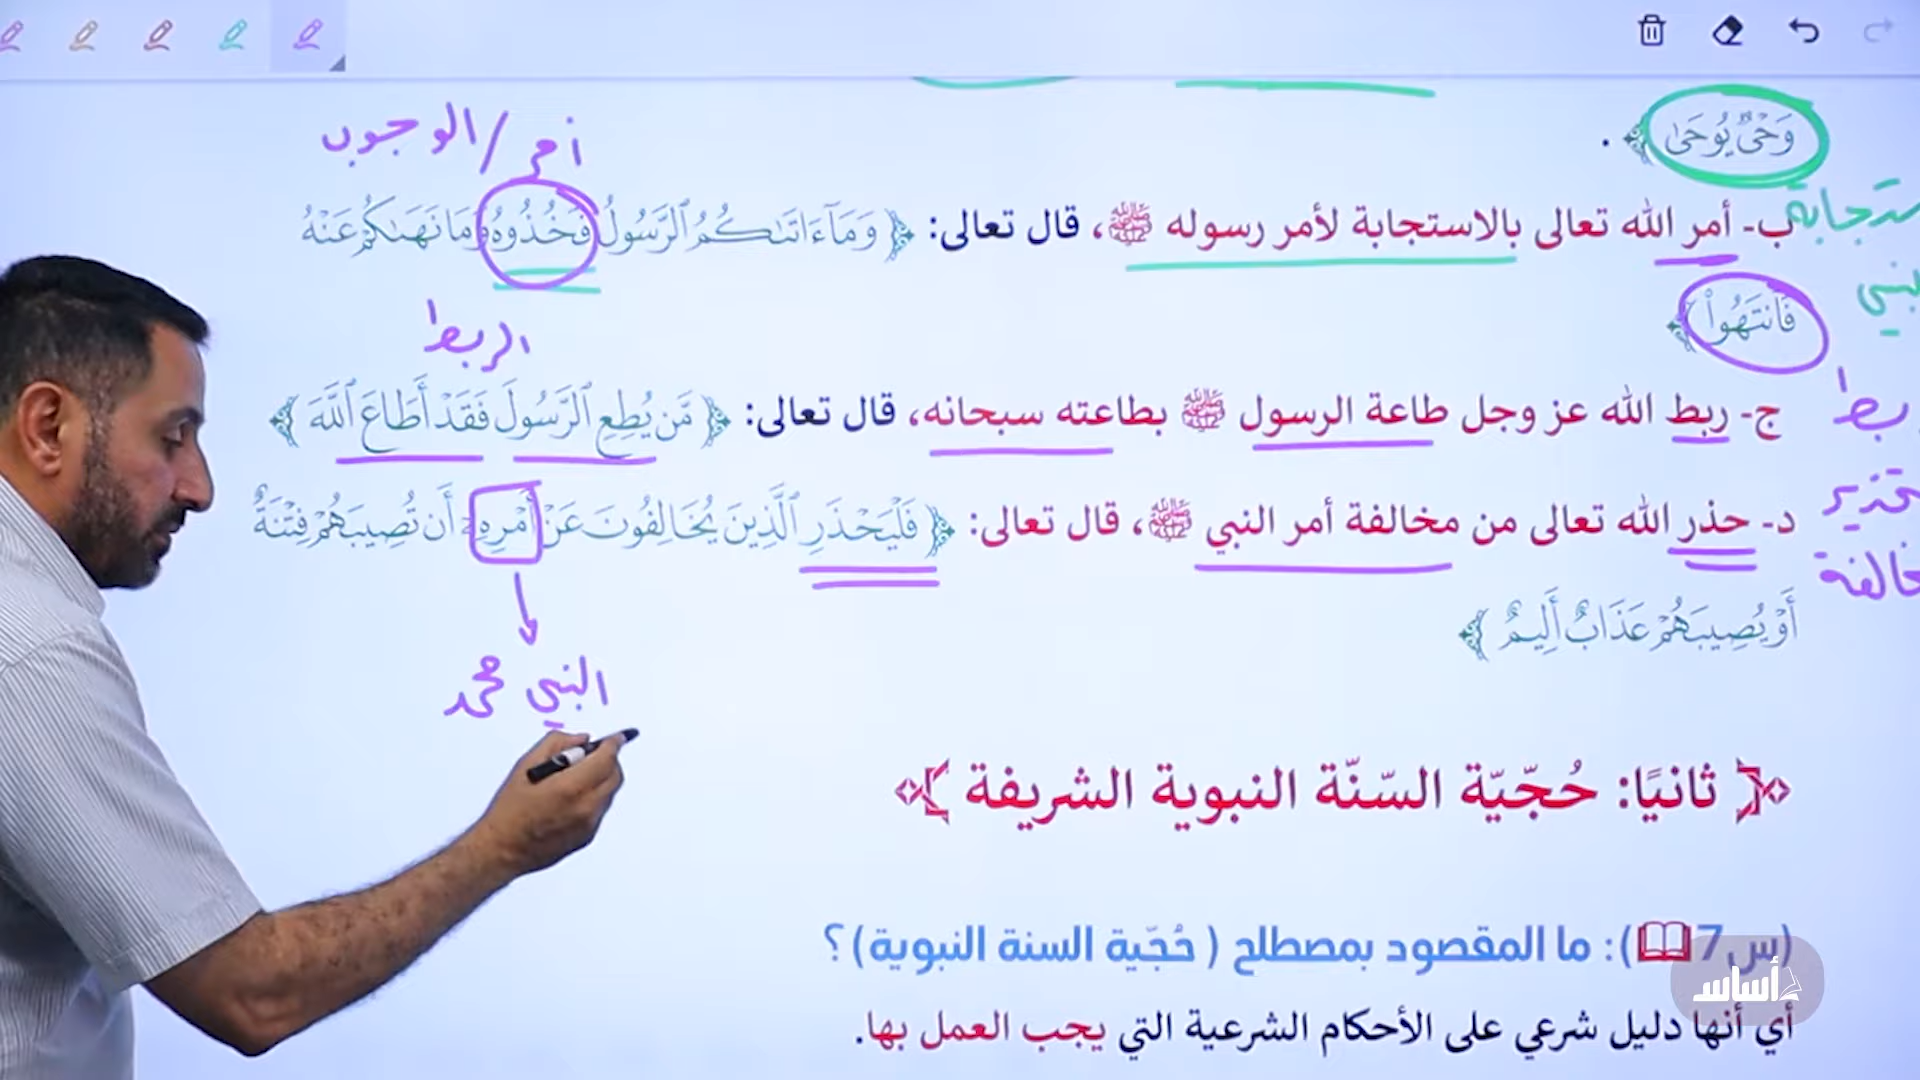 وَحْىٌ يُوحَىٰ ﴾ .
أمر / الوجوب
ب- أمر الله تعالى بالاستجابة لأمر رسوله ﷺ، قال تعالى: ﴿ وَمَآ ءَاتَىٰكُمُ ٱلرَّسُولُ فَخُذُوهُ وَمَا نَهَىٰكُمْ عَنْهُ
فَٱنتَهُوا۟ ﴾
الربط
ج- ربط الله عز وجل طاعة الرسول ﷺ بطاعته سبحانه، قال تعالى: ﴿ مَّن يُطِعِ ٱلرَّسُولَ فَقَدْ أَطَاعَ ٱللَّهَ ﴾
د- حذر الله تعالى من مخالفة أمر النبي ﷺ، قال تعالى: ﴿ فَلْيَحْذَرِ ٱلَّذِينَ يُخَالِفُونَ عَنْ أَمْرِهِۦٓ أَن تُصِيبَهُمْ فِتْنَةٌ
أَوْ يُصِيبَهُمْ عَذَابٌ أَلِيمٌ ﴾
النبي محمد
﴿ ثانيًا: حُجّيّة السّنّة النبوية الشريفة ﴾
(س7): ما المقصود بمصطلح ( حُجّية السنة النبوية)؟
أي أنها دليل شرعي على الأحكام الشرعية التي يجب العمل بها.
أساس